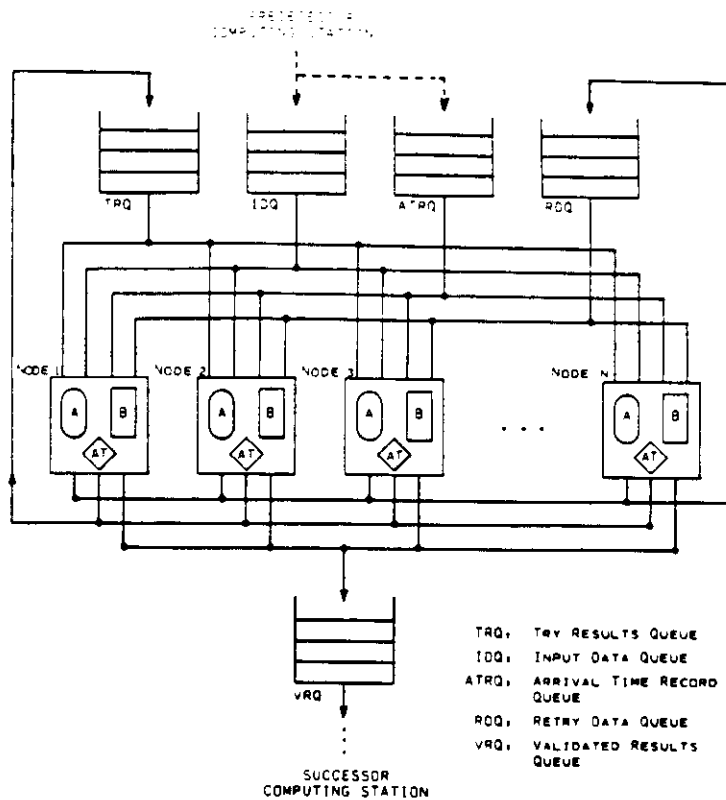 PREDECESSOR
COMPUTING STATION
TRQ
IDQ
ATRQ
RDQ
NODE 1
NODE 2
NODE 3
NODE N
A
B
A
B
A
B
A
B
. . .
AT
AT
AT
AT
VRQ
SUCCESSOR
COMPUTING STATION
TRQ, TRY RESULTS QUEUE
IDQ, INPUT DATA QUEUE
ATRQ, ARRIVAL TIME RECORD
QUEUE
RDQ, RETRY DATA QUEUE
VRQ, VALIDATED RESULTS
QUEUE